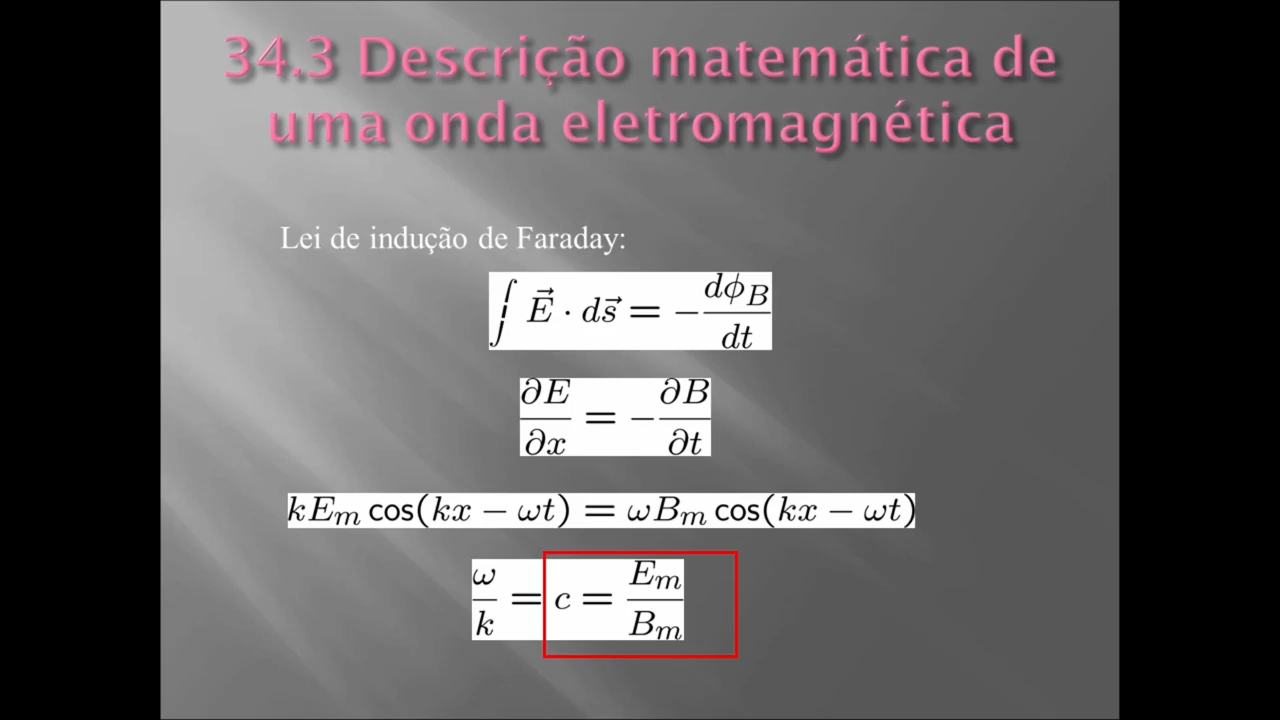 34.3 Descrição matemática de
uma onda eletromagnética
Lei de indução de Faraday:
∫ E⃗ · ds⃗ = −dϕ_B/dt
∂E/∂x = −∂B/∂t
kE_m cos(kx − ωt) = ωB_m cos(kx − ωt)
ω/k = c = E_m/B_m